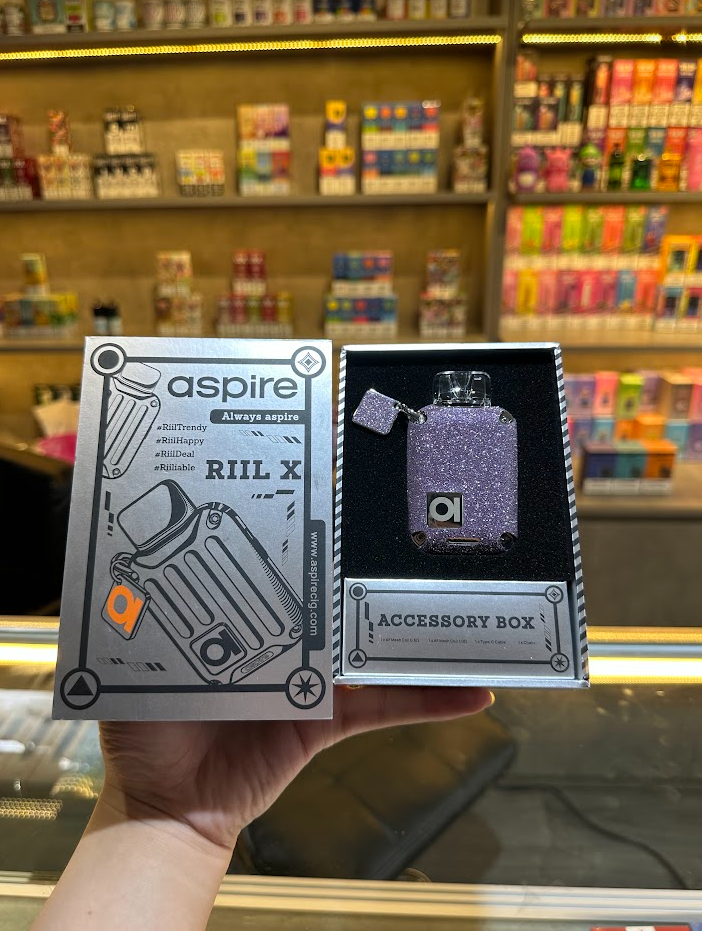 aspire
Always aspire
#RiilTrendy
#RiilHappy
#RiilDeal
#Riiliable
RIIL X
www.aspirecig.com
ACCESSORY BOX